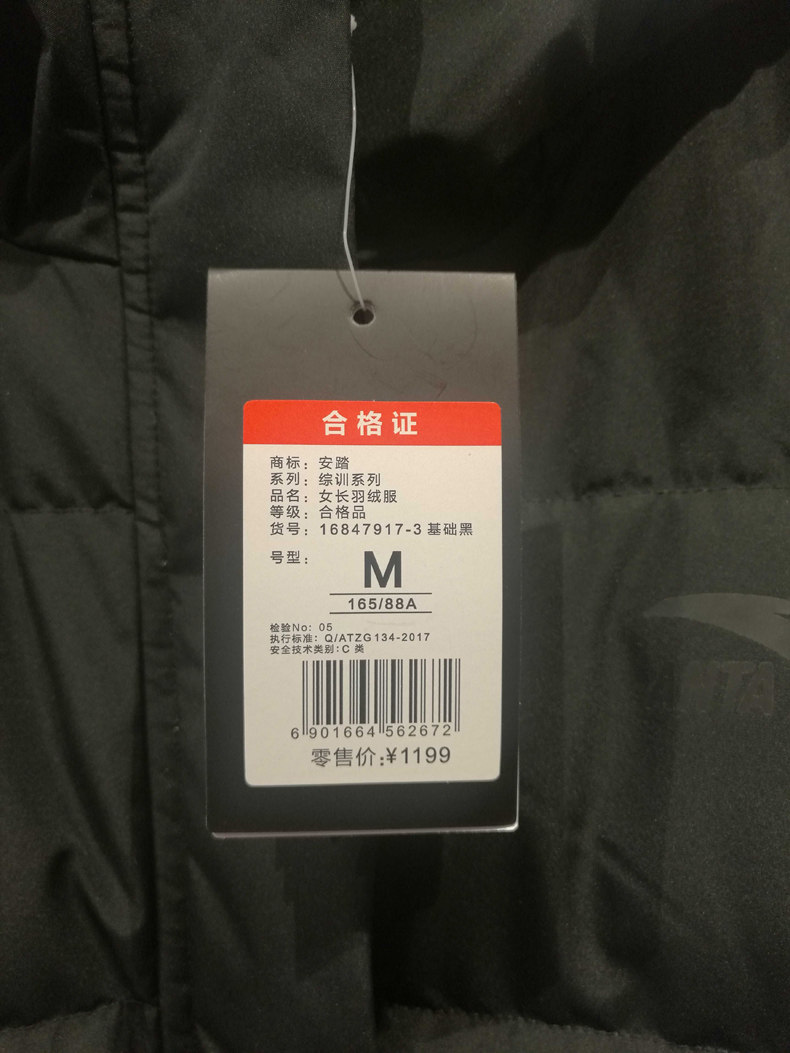 合格证
商标：安踏
系列：综训系列
品名：女长羽绒服
等级：合格品
货号：16847917-3 基础黑
号型：
M
165/88A
检验No：05
执行标准：Q/ATZG134-2017
安全技术类别：C 类
6 901664 562672
零售价:¥1199